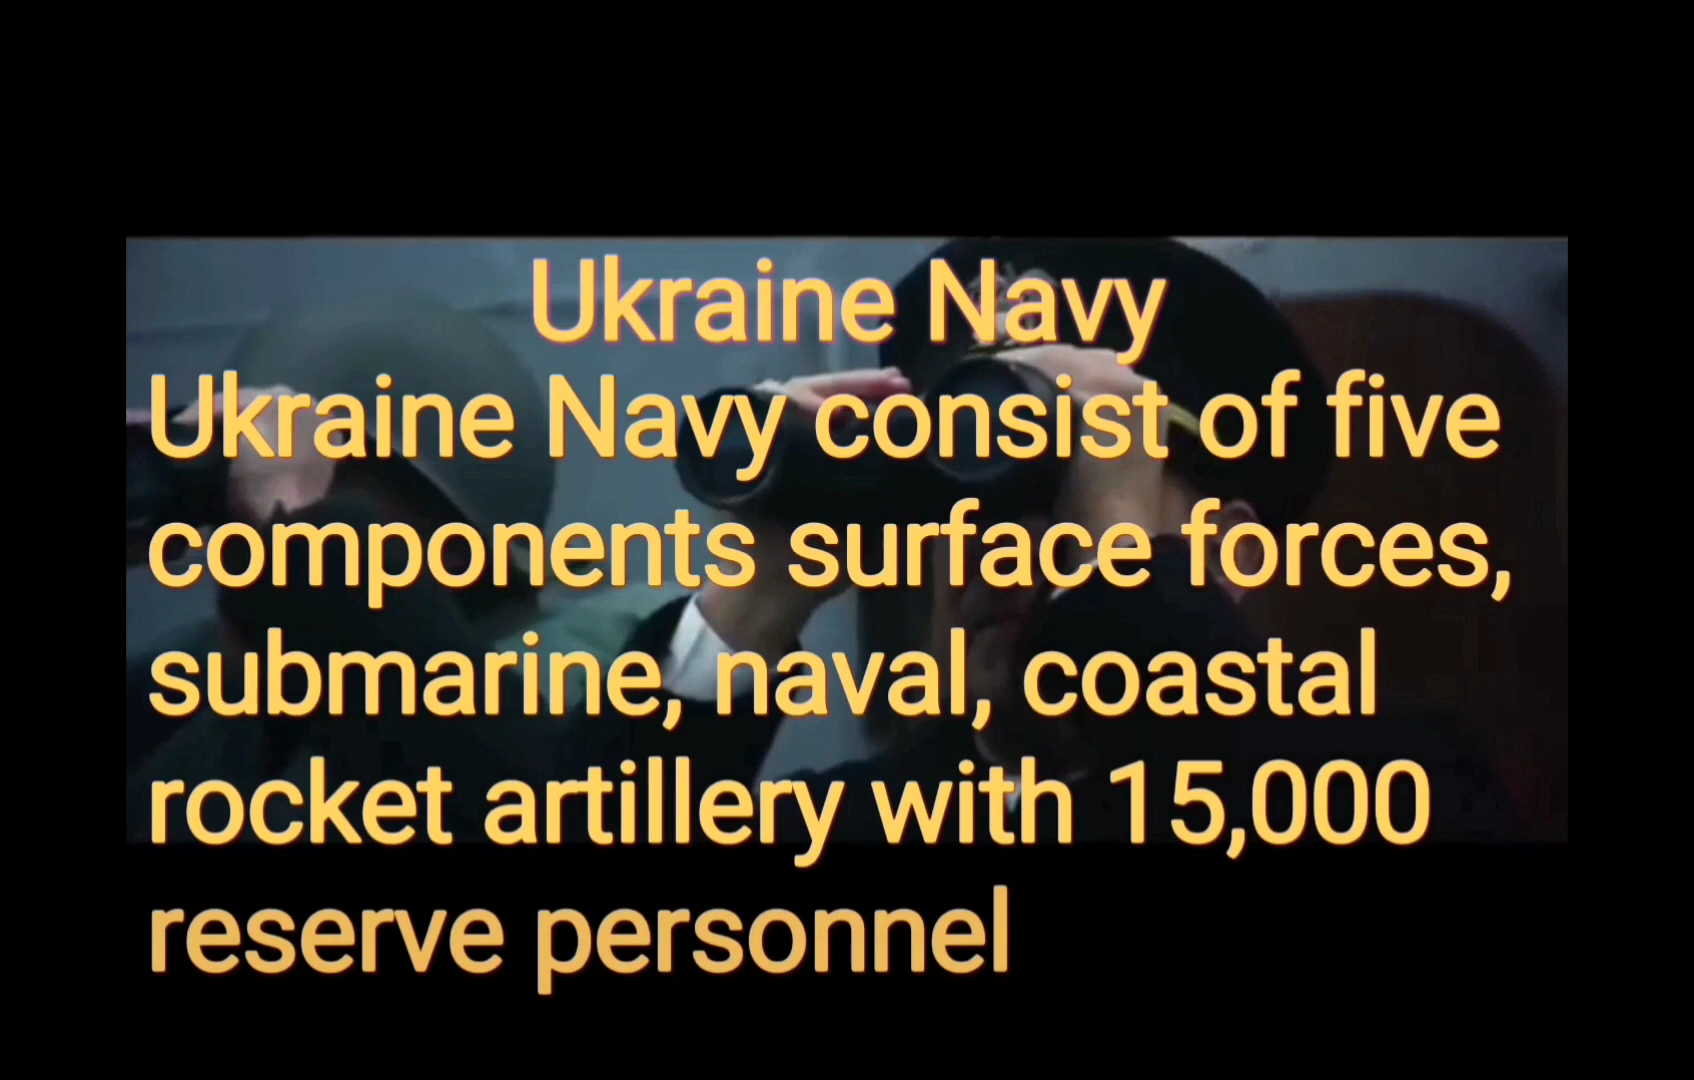 Ukraine Navy
Ukraine Navy consist of five
components surface forces,
submarine, naval, coastal
rocket artillery with 15,000
reserve personnel